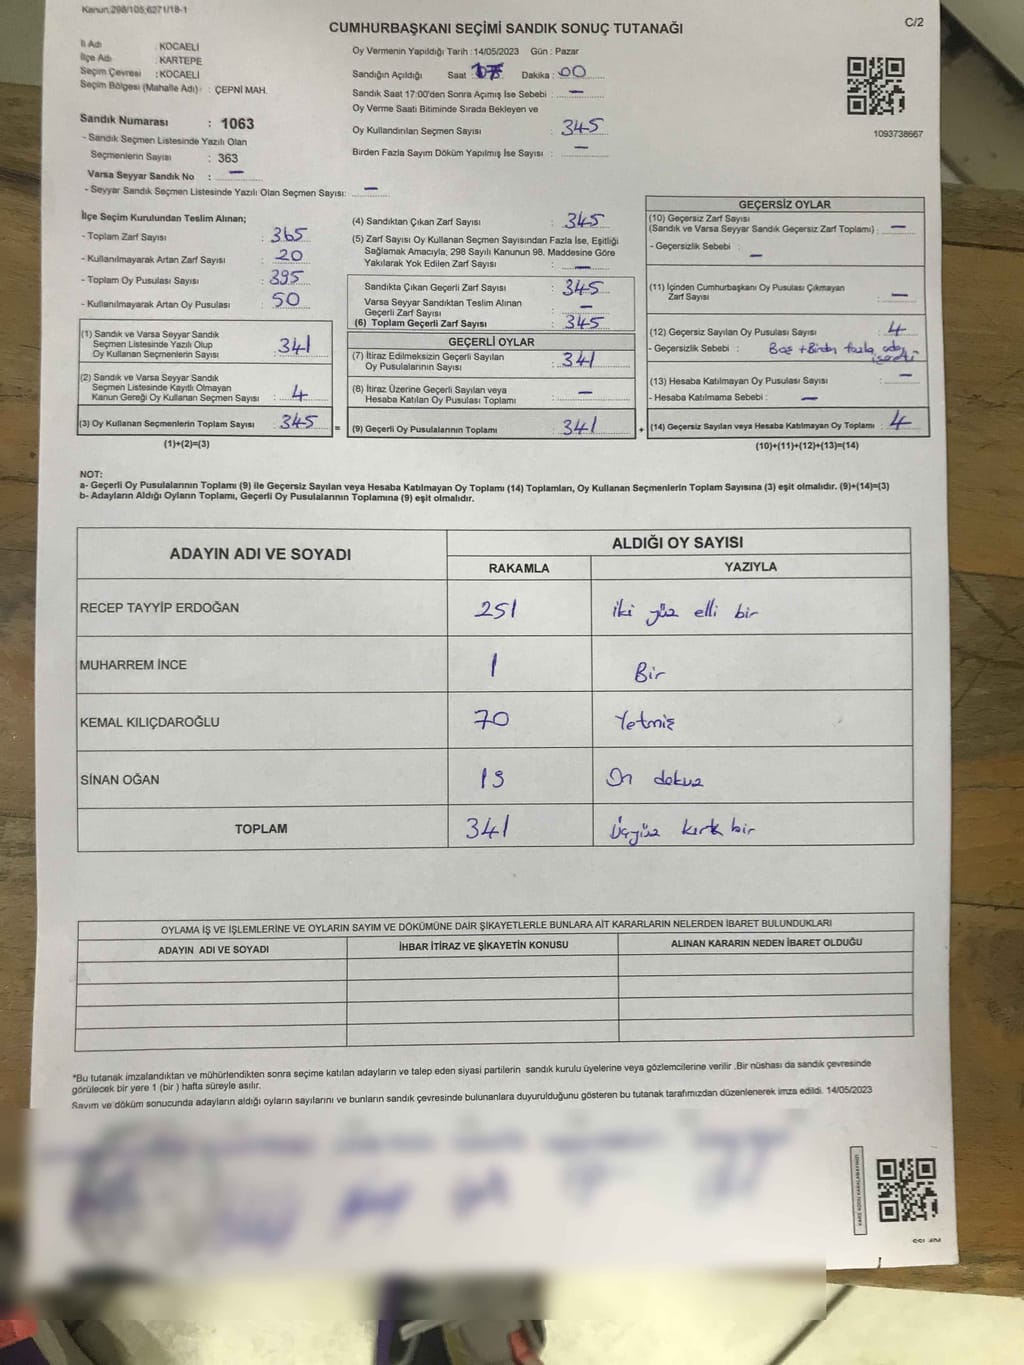 Kanun:298/105,6271/18-1
CUMHURBAŞKANI SEÇİMİ SANDIK SONUÇ TUTANAĞI
C/2
İl Adı : KOCAELİ
İlçe Adı : KARTEPE
Seçim Çevresi : KOCAELİ
Seçim Bölgesi (Mahalle Adı) : ÇEPNİ MAH.
Sandık Numarası : 1063
- Sandık Seçmen Listesinde Yazılı Olan
Seçmenlerin Sayısı : 363
Varsa Seyyar Sandık No : —
- Seyyar Sandık Seçmen Listesinde Yazılı Olan Seçmen Sayısı: —
Oy Vermenin Yapıldığı Tarih :14/05/2023 Gün : Pazar
Sandığın Açıldığı Saat : Dakika : 00
Sandık Saat 17:00'den Sonra Açımış İse Sebebi : —
Oy Verme Saati Bitiminde Sırada Bekleyen ve
Oy Kullandırılan Seçmen Sayısı : 345
Birden Fazla Sayım Döküm Yapılmış İse Sayısı : —
1093738667
İlçe Seçim Kurulundan Teslim Alınan;
- Toplam Zarf Sayısı : 365
- Kullanılmayarak Artan Zarf Sayısı : 20
- Toplam Oy Pusulası Sayısı : 395
- Kullanılmayarak Artan Oy Pusulası : 50
(1) Sandık ve Varsa Seyyar Sandık
Seçmen Listesinde Yazılı Olup
Oy Kullanan Seçmenlerin Sayısı : 341
(2) Sandık ve Varsa Seyyar Sandık
Seçmen Listesinde Kayıtlı Olmayan
Kanun Gereği Oy Kullanan Seçmen Sayısı : 4
(3) Oy Kullanan Seçmenlerin Toplam Sayısı : 345
(1)+(2)=(3)
(4) Sandıktan Çıkan Zarf Sayısı : 345
(5) Zarf Sayısı Oy Kullanan Seçmen Sayısından Fazla İse, Eşitliği
Sağlamak Amacıyla, 298 Sayılı Kanunun 98. Maddesine Göre
Yakılarak Yok Edilen Zarf Sayısı : —
Sandıkta Çıkan Geçerli Zarf Sayısı : 345
Varsa Seyyar Sandıktan Teslim Alınan
Geçerli Zarf Sayısı : —
(6) Toplam Geçerli Zarf Sayısı : 345
GEÇERLİ OYLAR
(7) İtiraz Edilmeksizin Geçerli Sayılan
Oy Pusulalarının Sayısı : 341
(8) İtiraz Üzerine Geçerli Sayılan veya
Hesaba Katılan Oy Pusulası Toplamı : —
= (9) Geçerli Oy Pusulalarının Toplamı : 341
GEÇERSİZ OYLAR
(10) Geçersiz Zarf Sayısı
(Sandık ve Varsa Seyyar Sandık Geçersiz Zarf Toplamı) : —
- Geçersizlik Sebebi : —
(11) İçinden Cumhurbaşkanı Oy Pusulası Çıkmayan
Zarf Sayısı : —
(12) Geçersiz Sayılan Oy Pusulası Sayısı : 4
- Geçersizlik Sebebi : Boş + Birden fazla
(13) Hesaba Katılmayan Oy Pusulası Sayısı : —
- Hesaba Katılmama Sebebi : —
+ (14) Geçersiz Sayılan veya Hesaba Katılmayan Oy Toplamı : 4
(10)+(11)+(12)+(13)=(14)
NOT:
a- Geçerli Oy Pusulalarının Toplamı (9) ile Geçersiz Sayılan veya Hesaba Katılmayan Oy Toplamı (14) Toplamları, Oy Kullanan Seçmenlerin Toplam Sayısına (3) eşit olmalıdır. (9)+(14)=(3)
b- Adayların Aldığı Oyların Toplamı, Geçerli Oy Pusulalarının Toplamına (9) eşit olmalıdır.
ADAYIN ADI VE SOYADI
ALDIĞI OY SAYISI
RAKAMLA YAZIYLA
RECEP TAYYİP ERDOĞAN 251 iki yüz elli bir
MUHARREM İNCE 1 Bir
KEMAL KILIÇDAROĞLU 70 Yetmiş
SİNAN OĞAN 19 On dokuz
TOPLAM 341 Üçyüz kırk bir
OYLAMA İŞ VE İŞLEMLERİNE VE OYLARIN SAYIM VE DÖKÜMÜNE DAİR ŞİKAYETLERLE BUNLARA AİT KARARLARIN NELERDEN İBARET BULUNDUKLARI
ADAYIN ADI VE SOYADI İHBAR İTİRAZ VE ŞİKAYETİN KONUSU ALINAN KARARIN NEDEN İBARET OLDUĞU
*Bu tutanak imzalandıktan ve mühürlendikten sonra seçime katılan adayların ve talep eden siyasi partilerin sandık kurulu üyelerine veya gözlemcilerine verilir .Bir nüshası da sandık çevresinde
görülecek bir yere 1 (bir ) hafta süreyle asılır.
Sayım ve döküm sonucunda adayların aldığı oyların sayılarını ve bunların sandık çevresinde bulunanlara duyurulduğunu gösteren bu tutanak tarafımızdan düzenlenerek imza edildi. 14/05/2023